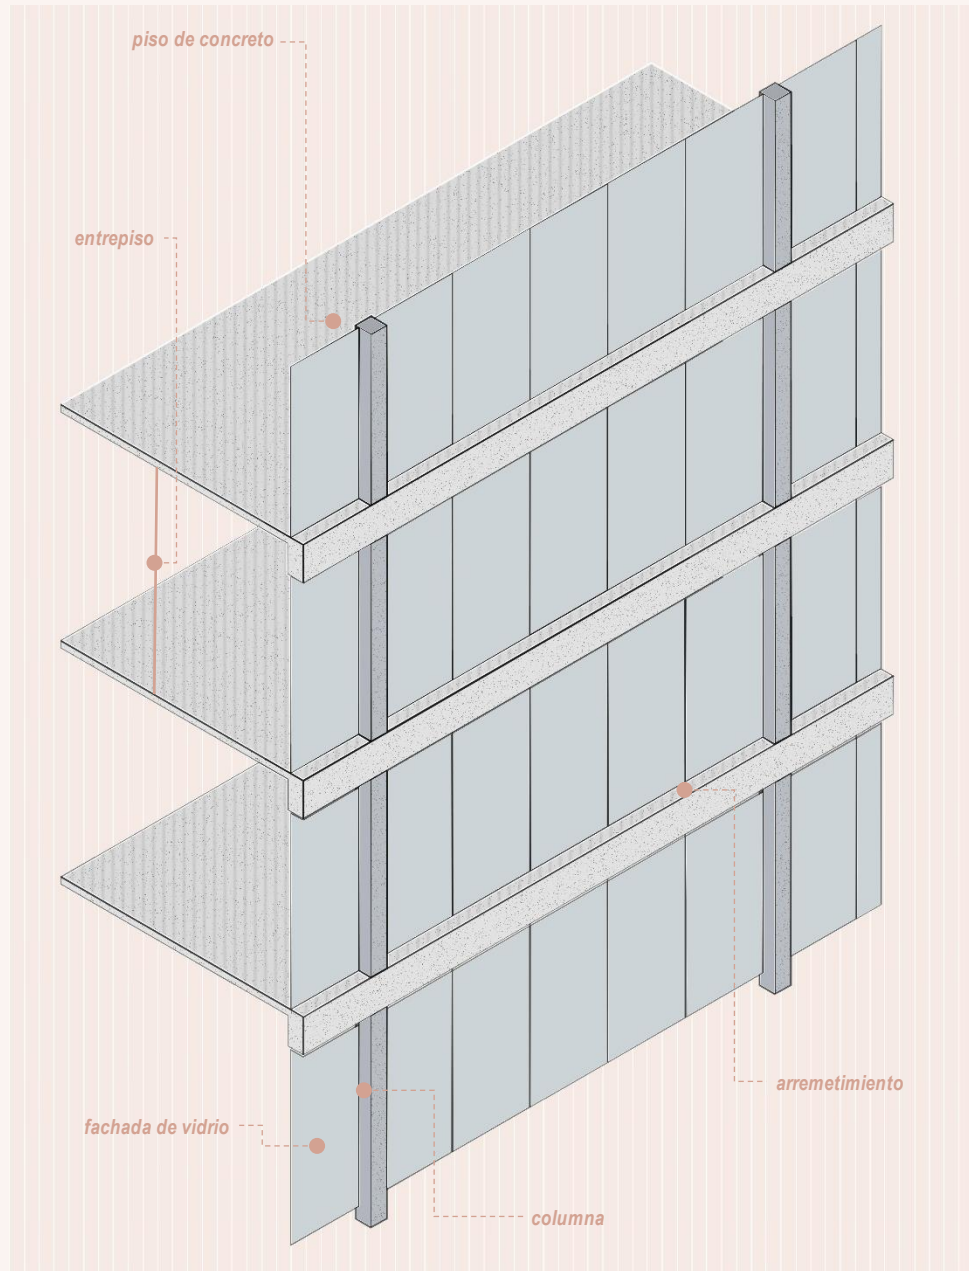 piso de concreto
entrepiso
arremetimiento
fachada de vidrio
columna